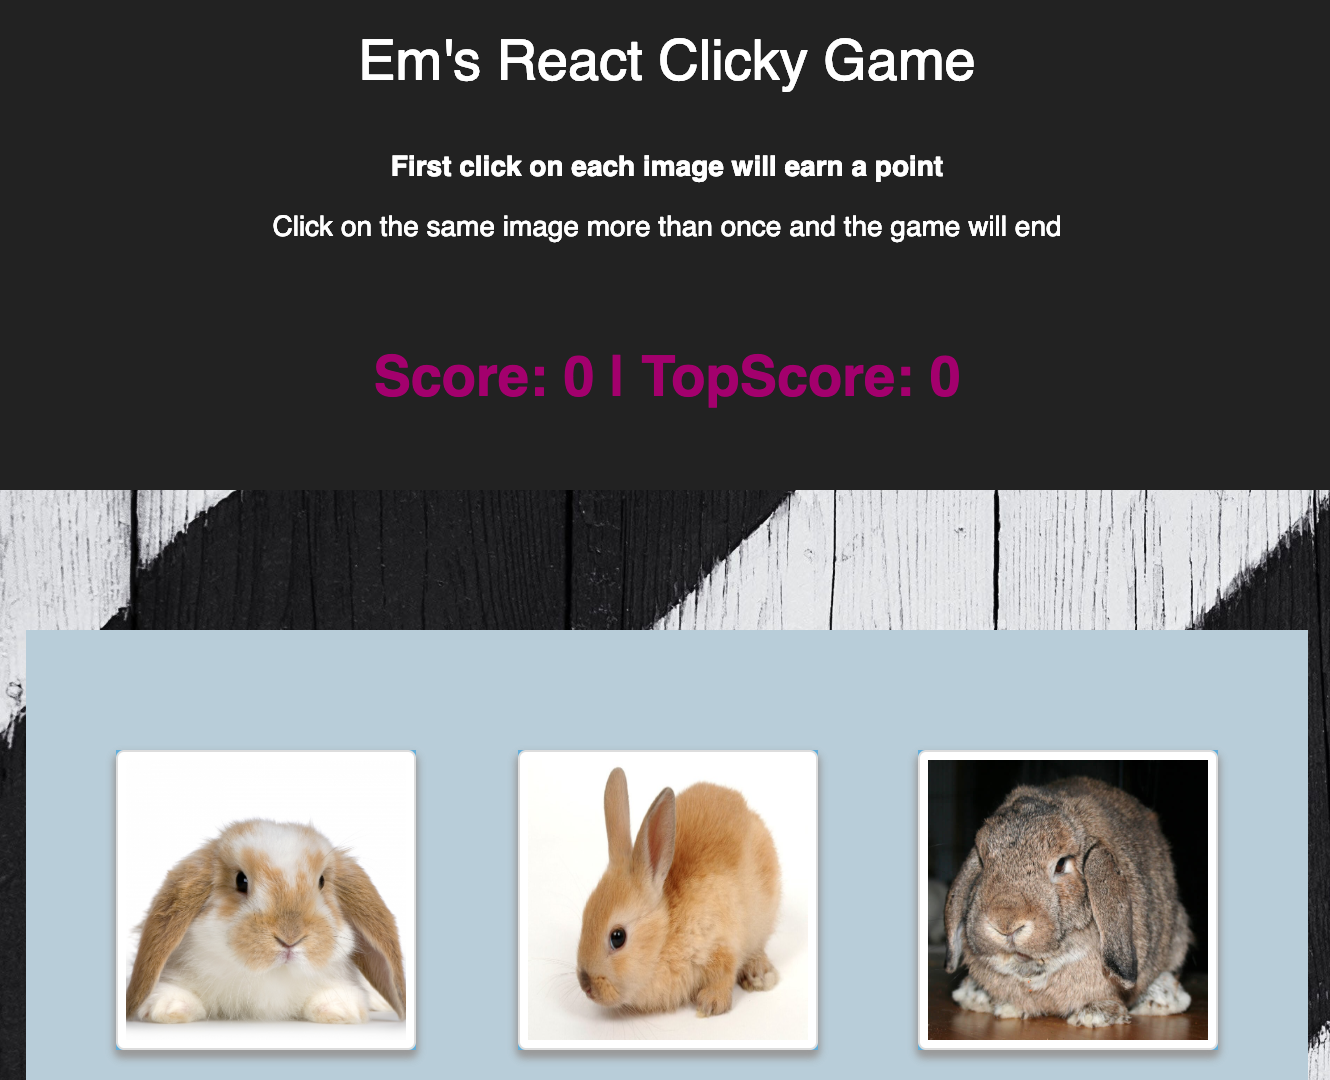 Em's React Clicky Game
First click on each image will earn a point
Click on the same image more than once and the game will end
Score: 0 | TopScore: 0